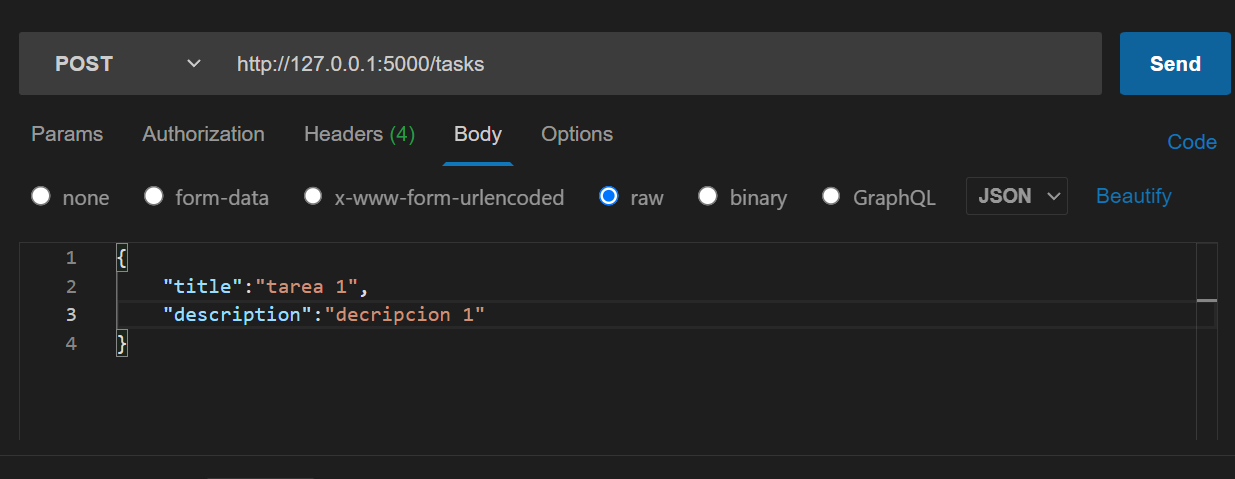 POST http://127.0.0.1:5000/tasks Send
Params Authorization Headers (4) Body Options Code
none form-data x-www-form-urlencoded raw binary GraphQL JSON Beautify
1 {
2 "title":"tarea 1",
3 "description":"decripcion 1"
4 }